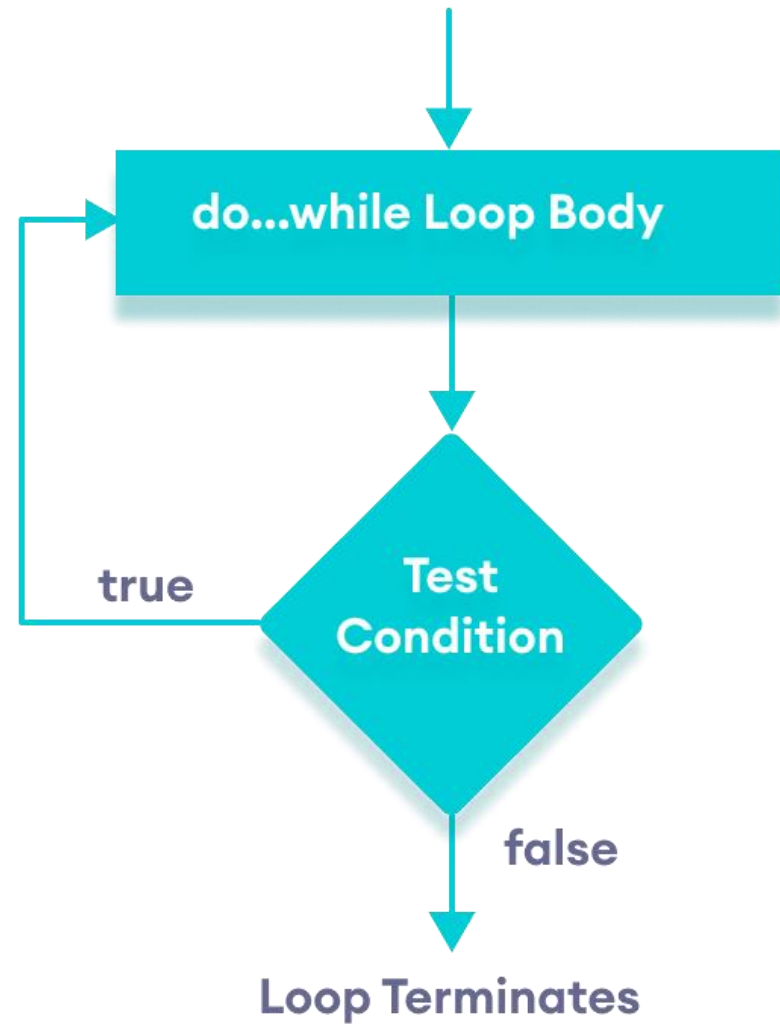 do...while Loop Body
Test
Condition
true
false
Loop Terminates